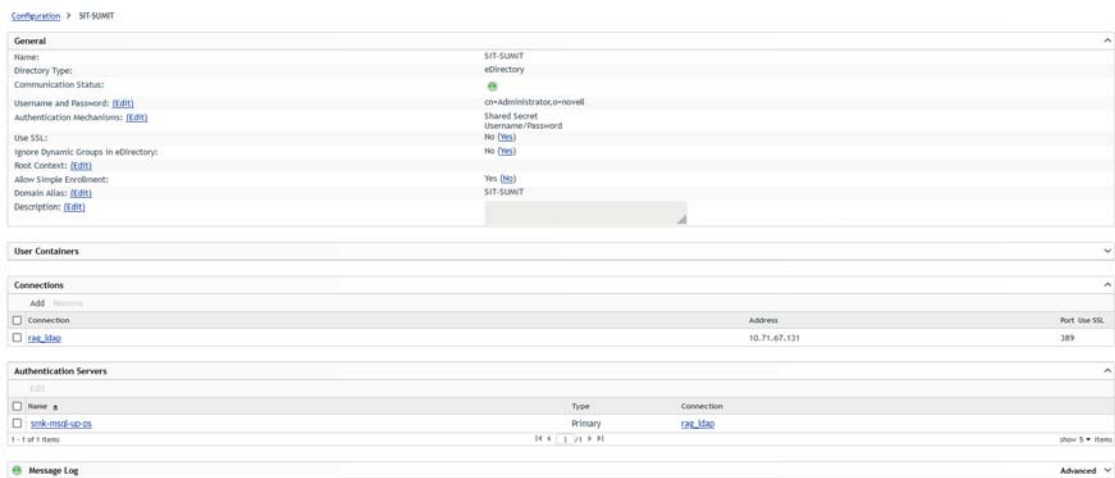 Configuration > SIT-SUMIT
General
Name: SIT-SUMIT
Directory Type: eDirectory
Communication Status:
Username and Password: (Edit) cn=Administrator,o=novell
Authentication Mechanisms: (Edit) Shared Secret
Username/Password
Use SSL: No (Yes)
Ignore Dynamic Groups in eDirectory: No (Yes)
Root Context: (Edit)
Allow Simple Enrollment: Yes (No)
Domain Alias: (Edit) SIT-SUMIT
Description: (Edit)
User Containers
Connections
Add Remove
Connection Address Port Use SSL
rag_ldap 10.71.67.131 389
Authentication Servers
Edit
Name Type Connection
smk-msql-up-ps Primary rag_ldap
1 - 1 of 1 items 1 /1 show 5 items
Message Log Advanced